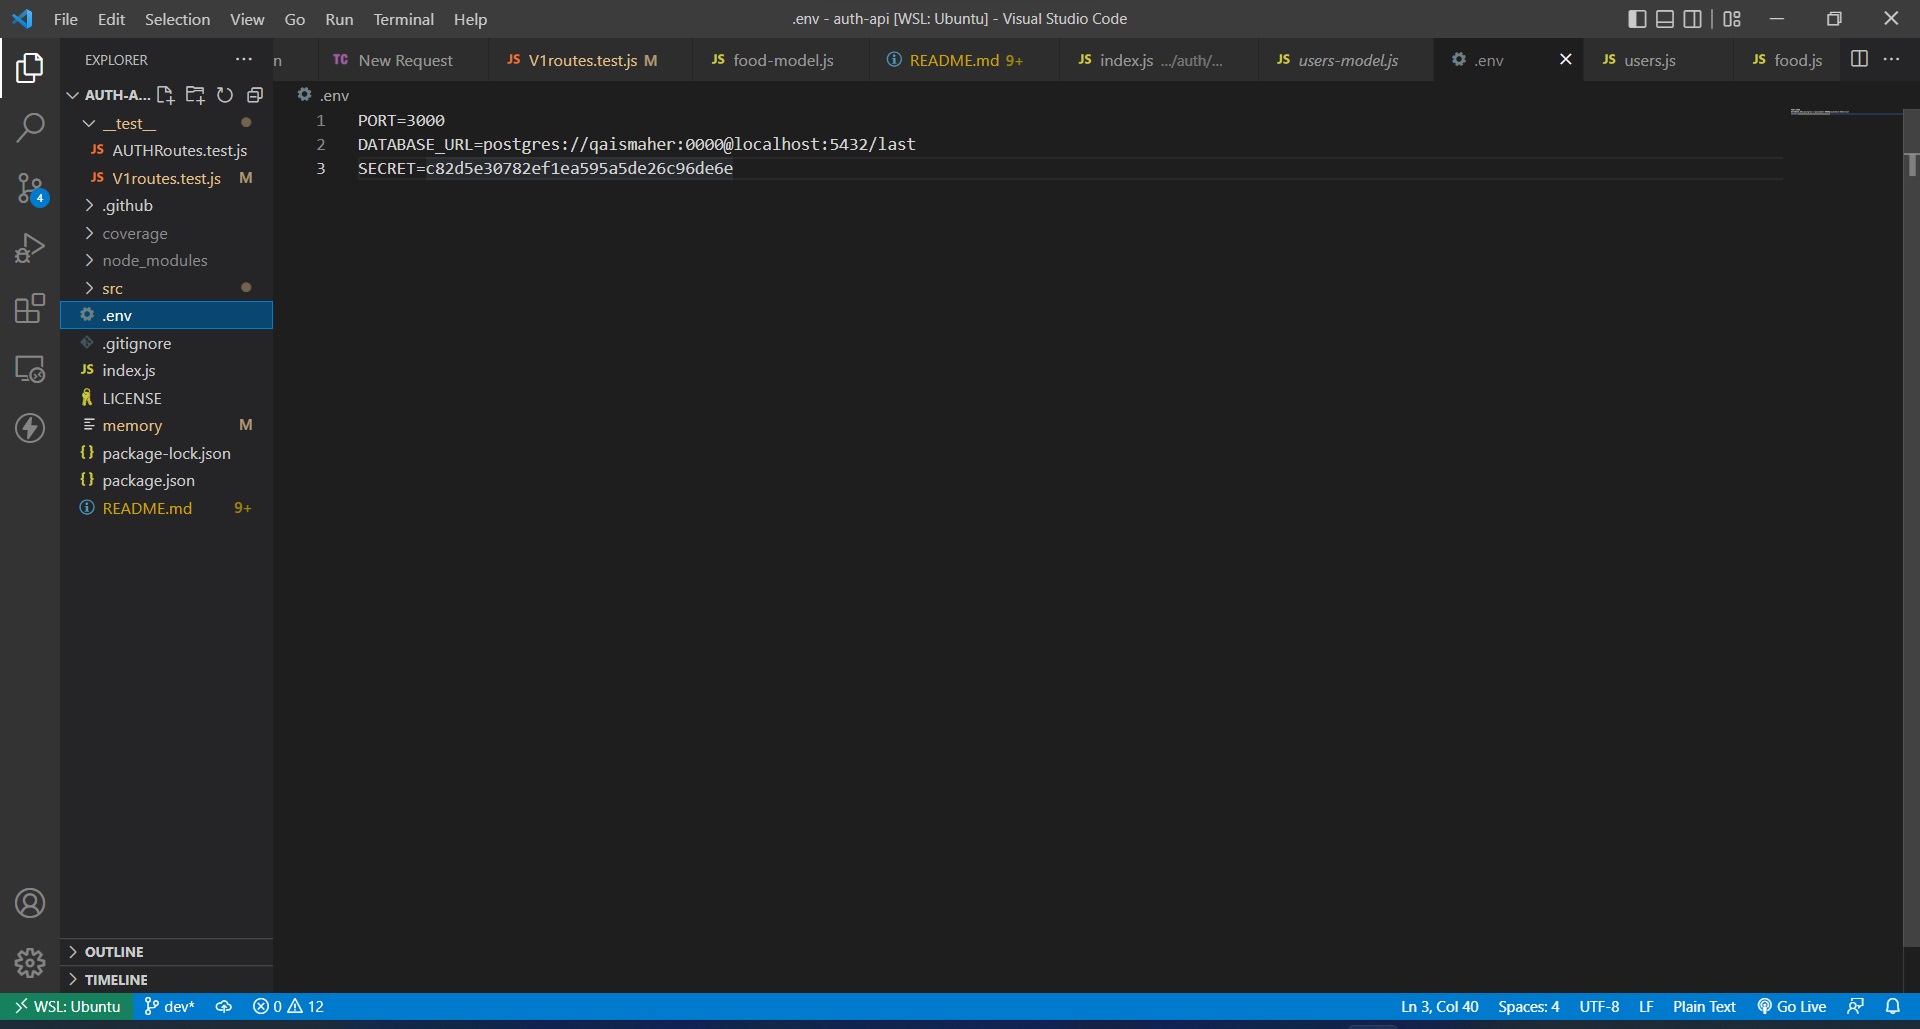 File Edit Selection View Go Run Terminal Help
.env - auth-api [WSL: Ubuntu] - Visual Studio Code
EXPLORER
n
TC New Request
JS V1routes.test.js M
JS food-model.js
README.md 9+
JS index.js .../auth/...
JS users-model.js
.env
JS users.js
JS food.js
AUTH-A...
__test__
JS AUTHRoutes.test.js
JS V1routes.test.js M
.github
coverage
node_modules
src
.env
.gitignore
JS index.js
LICENSE
memory M
{} package-lock.json
{} package.json
README.md 9+
4
.env
1 PORT=3000
2 DATABASE_URL=postgres://qaismaher:0000@localhost:5432/last
3 SECRET=c82d5e30782ef1ea595a5de26c96de6e
OUTLINE
TIMELINE
WSL: Ubuntu dev* 0 12 Ln 3, Col 40 Spaces: 4 UTF-8 LF Plain Text Go Live